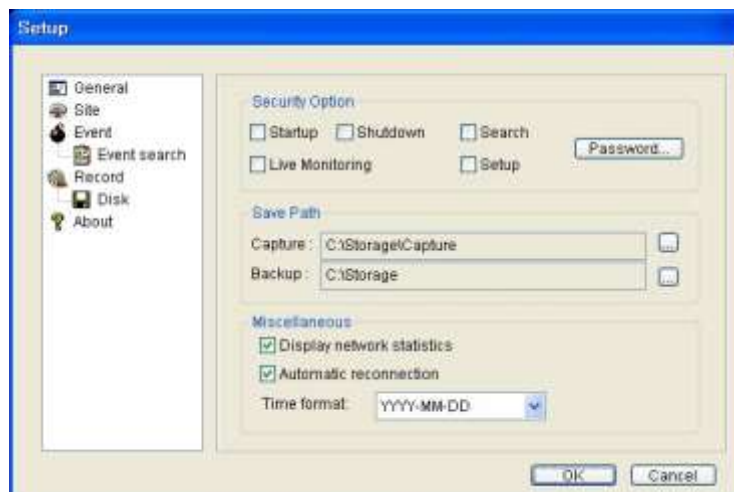 Setup
General
Site
Event
Event search
Record
Disk
About
Security Option
Startup Shutdown Search
Live Monitoring Setup
Password...
Save Path
Capture : C:\Storage\Capture ...
Backup : C:\Storage ...
Miscellaneous
Display network statistics
Automatic reconnection
Time format: YYYY-MM-DD
OK Cancel